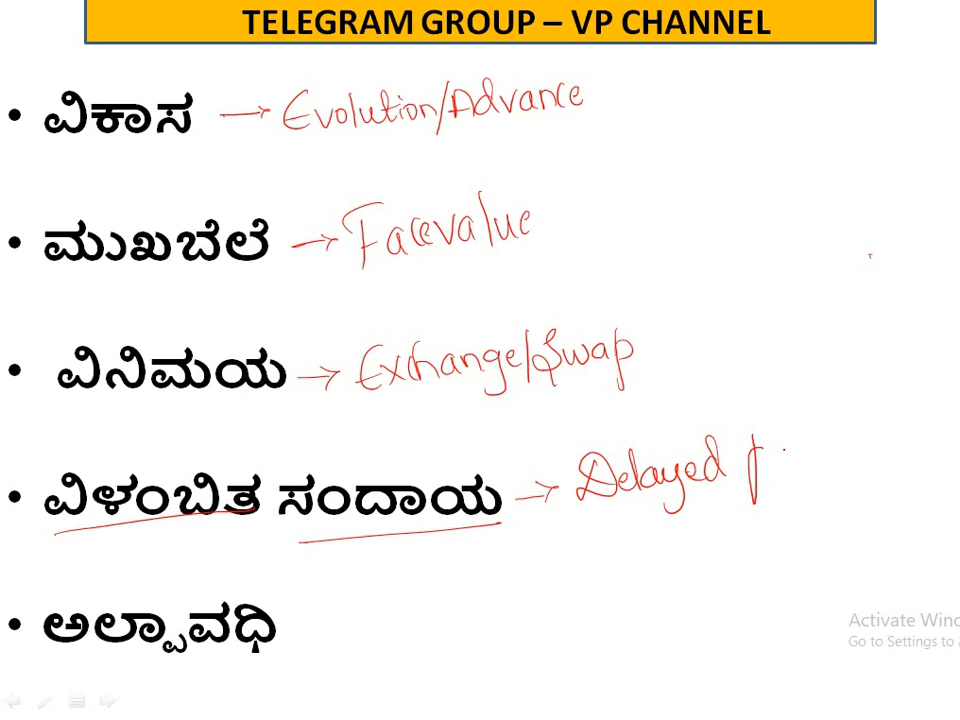 TELEGRAM GROUP – VP CHANNEL
• ವಿಕಾಸ → Evolution/Advance
• ಮುಖಬೆಲೆ → Facevalue
• ವಿನಿಮಯ → Exchange/Swap
• ವಿಳಂಬಿತ ಸಂದಾಯ → Delayed
• ಅಲ್ಪಾವಧಿ
Activate Wind
Go to Settings to